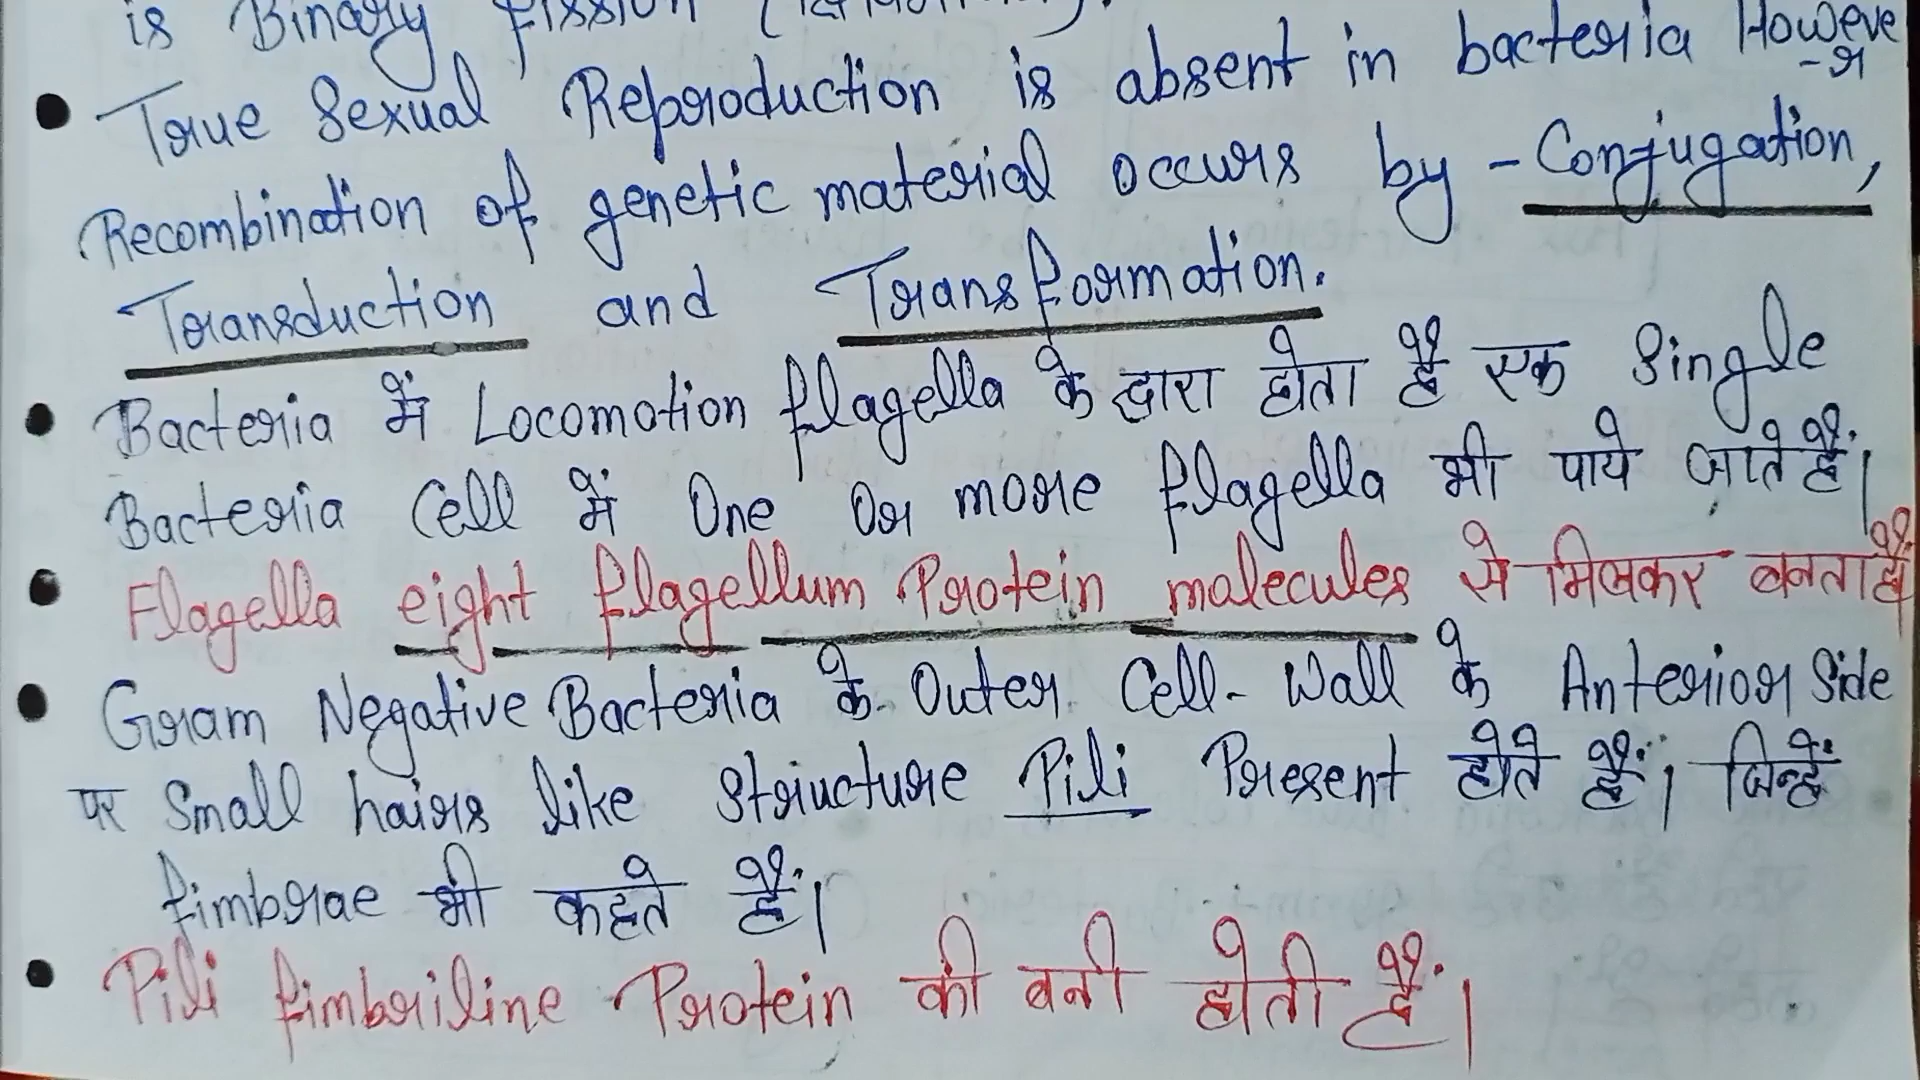 is Binary fission (
• True Sexual Reproduction is absent in bacteria Howeve
-r
Recombination of genetic material occurs by - Conjugation,
Transduction and Transformation.
• Bacteria में Locomotion flagella के द्वारा होता है एक Single
Bacteria Cell में One Or more flagella भी पाये जाते हैं।
• Flagella eight flagellum Protein molecules से मिलकर बनता है
• Gram Negative Bacteria के Outer Cell-Wall के Anterior Side
पर Small hairs like structure Pili Present होते हैं। जिन्हें
fimbrae भी कहते हैं।
• Pili fimbriline Protein की बनी होती हैं।